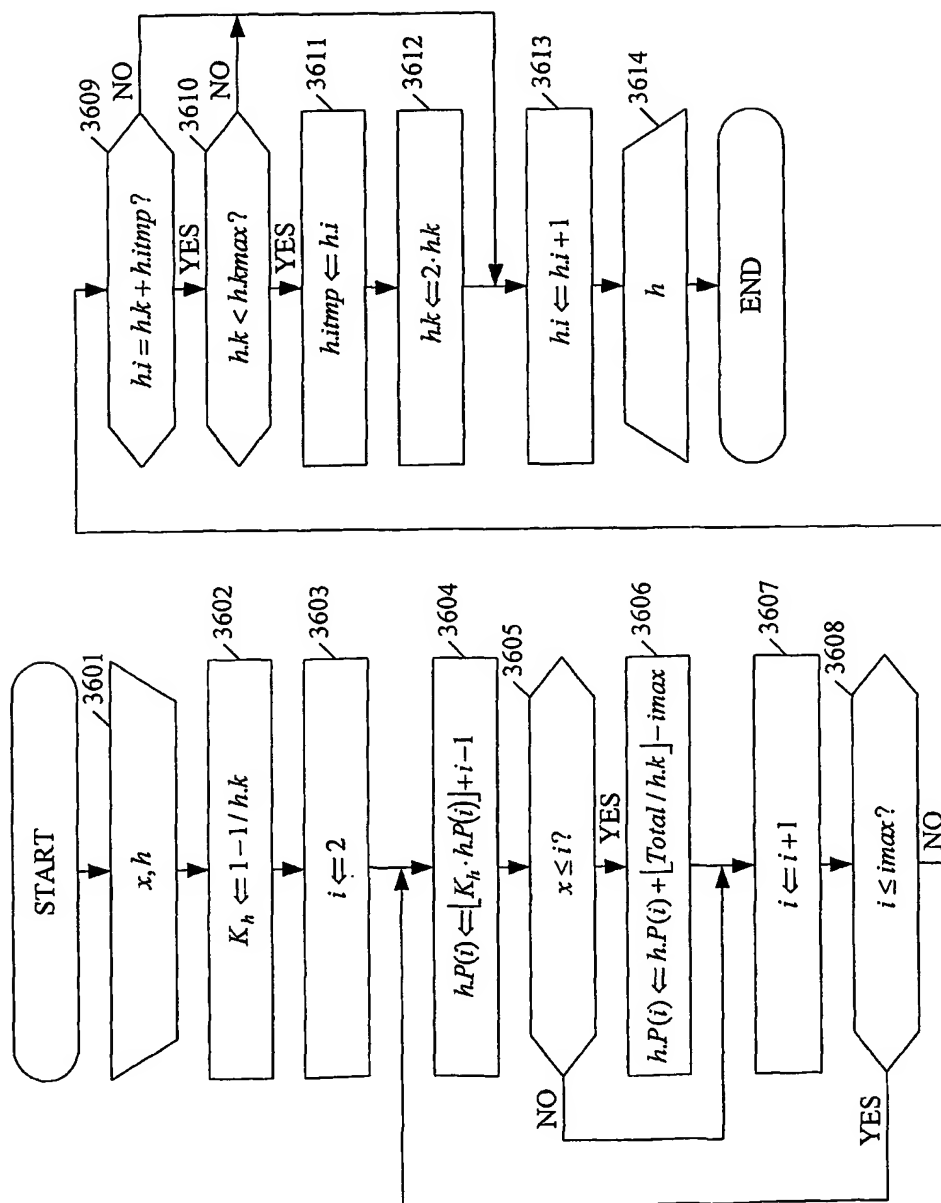 START
3601
x, h
3602
K_h ⇐ 1 − 1 / h.k
3603
i ⇐ 2
3604
h.P(i) ⇐ ⌊K_h · h.P(i)⌋ + i − 1
3605
x ≤ i?
YES
NO
3606
h.P(i) ⇐ h.P(i) + ⌊Total / h.k⌋ − imax
3607
i ⇐ i + 1
3608
i ≤ imax?
YES
NO
3609
h.i = h.k + h.itmp?
NO
YES
3610
h.k < h.kmax?
NO
YES
3611
h.itmp ⇐ h.i
3612
h.k ⇐ 2 · h.k
3613
h.i ⇐ h.i + 1
3614
h
END